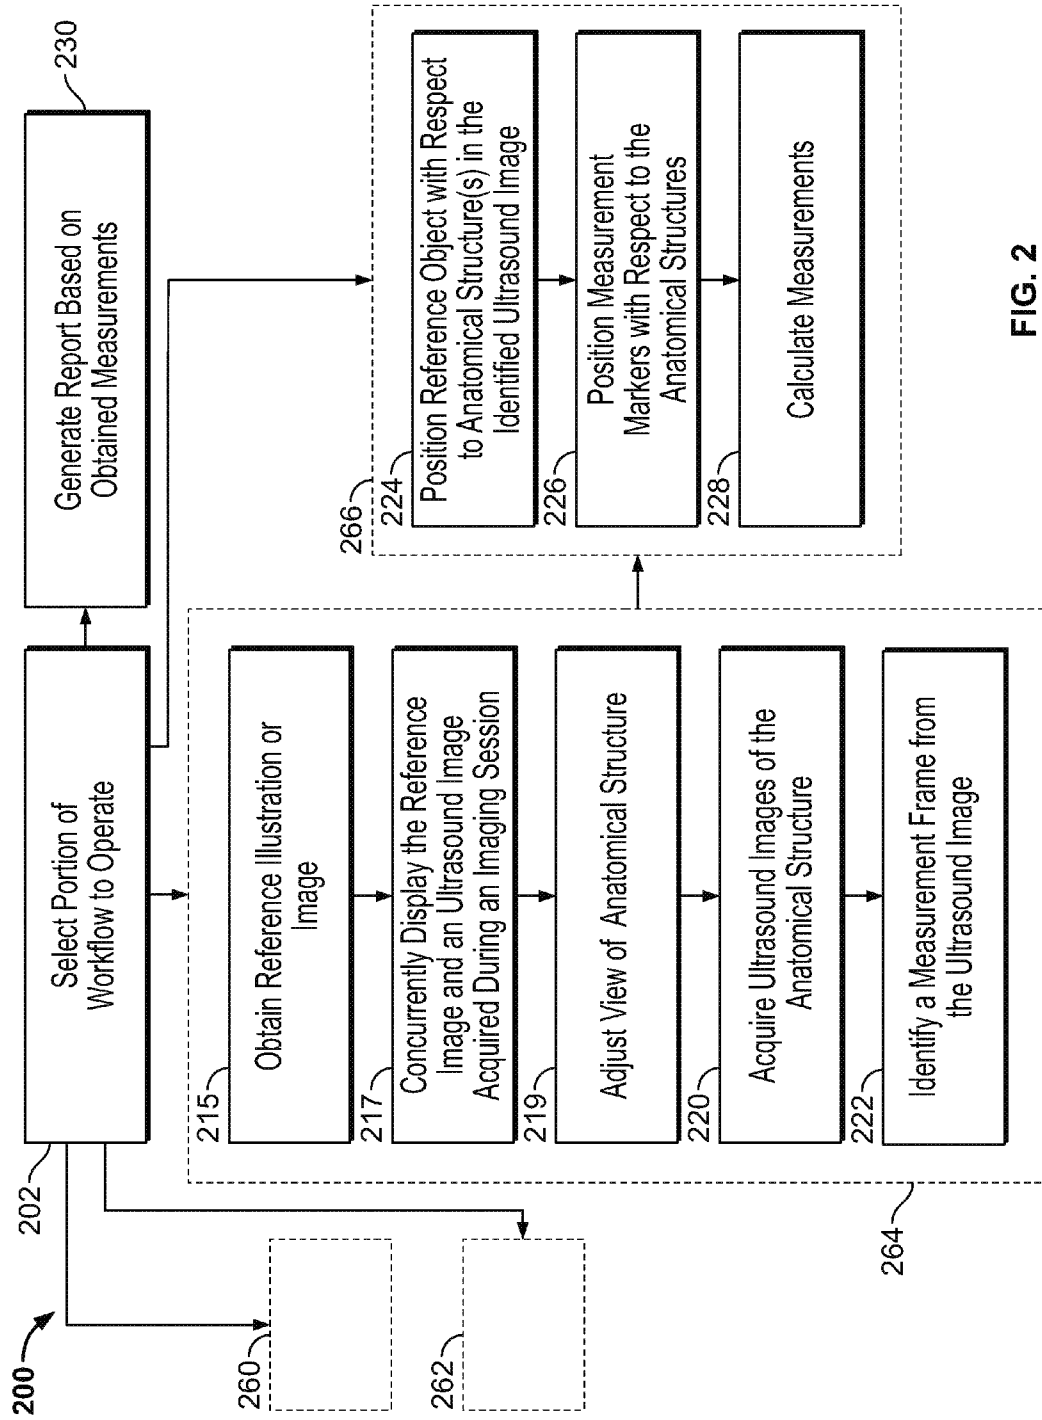 200
202
Select Portion of
Workflow to Operate
230
Generate Report Based on
Obtained Measurements
260
262
264
215
Obtain Reference Illustration or
Image
217
Concurrently Display the Reference
Image and an Ultrasound Image
Acquired During an Imaging Session
219
Adjust View of Anatomical Structure
220
Acquire Ultrasound Images of the
Anatomical Structure
222
Identify a Measurement Frame from
the Ultrasound Image
266
224
Position Reference Object with Respect
to Anatomical Structure(s) in the
Identified Ultrasound Image
226
Position Measurement
Markers with Respect to the
Anatomical Structures
228
Calculate Measurements
FIG. 2